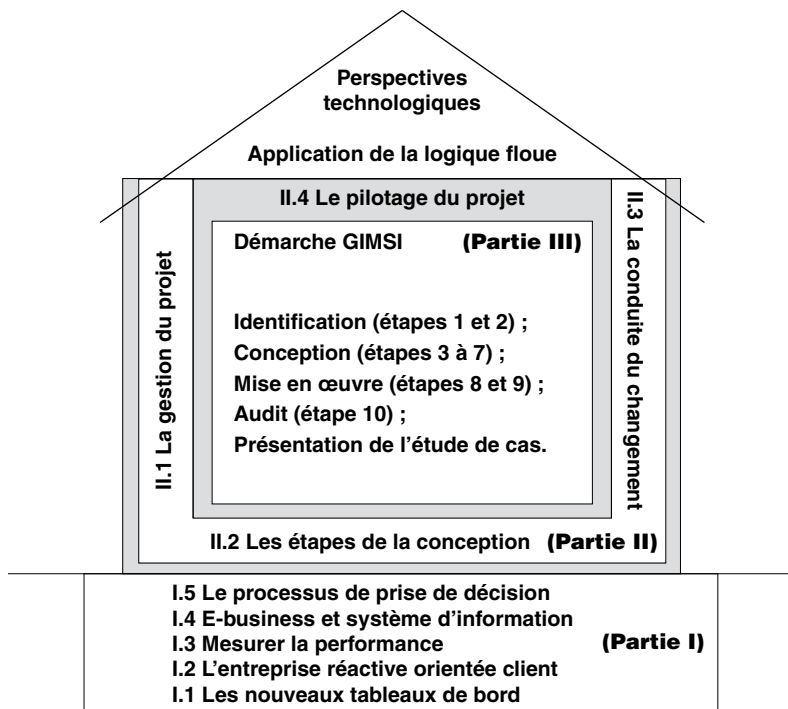 Perspectives
technologiques
Application de la logique floue
II.4 Le pilotage du projet
II.1 La gestion du projet
II.3 La conduite du changement
Démarche GIMSI (Partie III)
Identification (étapes 1 et 2) ;
Conception (étapes 3 à 7) ;
Mise en œuvre (étapes 8 et 9) ;
Audit (étape 10) ;
Présentation de l’étude de cas.
II.2 Les étapes de la conception (Partie II)
I.5 Le processus de prise de décision
I.4 E-business et système d’information
I.3 Mesurer la performance (Partie I)
I.2 L’entreprise réactive orientée client
I.1 Les nouveaux tableaux de bord